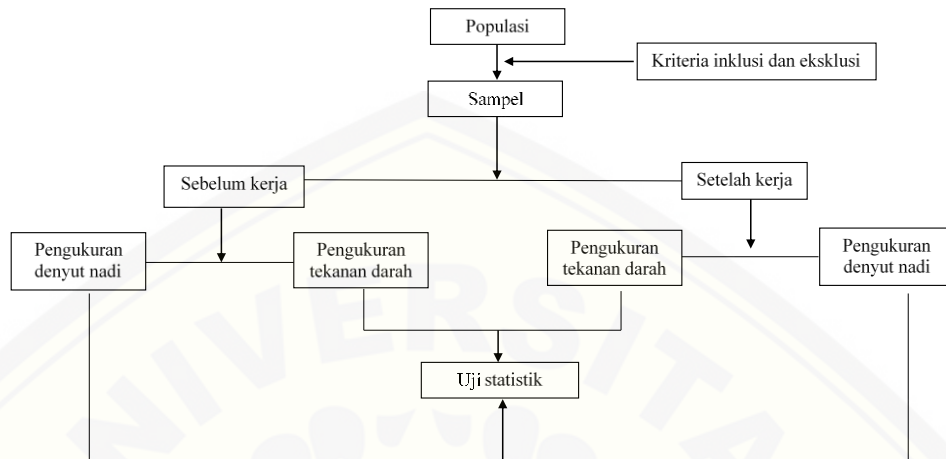 Populasi
Kriteria inklusi dan eksklusi
Sampel
Sebelum kerja
Setelah kerja
Pengukuran
denyut nadi
Pengukuran
tekanan darah
Pengukuran
tekanan darah
Pengukuran
denyut nadi
Uji statistik
NIVERSITA